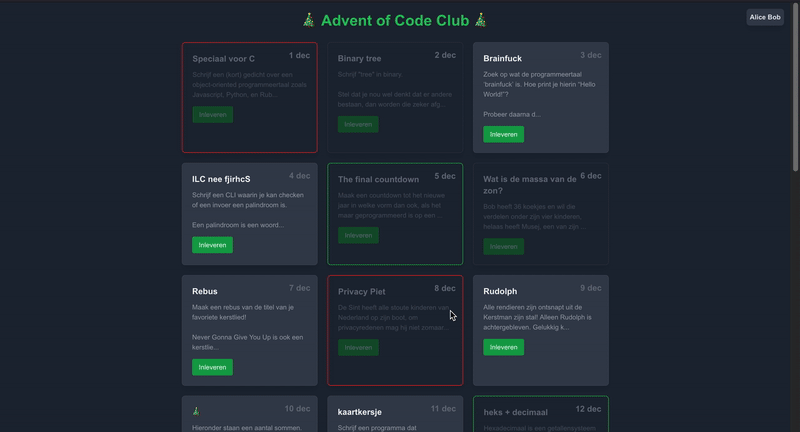 🎄 Advent of Code Club 🎄
Alice Bob
Speciaal voor C
1 dec
Schrijf een (kort) gedicht over een
object-oriented programmeertaal zoals
Javascript, Python, en Rub...
Inleveren
Binary tree
2 dec
Schrijf "tree" in binary.
Stel dat je nou wel denkt dat er andere
bestaan, dan worden die zeker afg...
Inleveren
Brainfuck
3 dec
Zoek op wat de programmeertaal
'brainfuck' is. Hoe print je hierin "Hello
World!"?
Probeer daarna d...
Inleveren
ILC nee fjirhcS
4 dec
Schrijf een CLI waarin je kan checken
of een invoer een palindroom is.
Een palindroom is een woord...
Inleveren
The final countdown
5 dec
Maak een countdown tot het nieuwe
jaar in welke vorm dan ook, als het
maar geprogrammeerd is op een ...
Inleveren
Wat is de massa van de
zon?
6 dec
Bob heeft 35 koekjes en wil die
verdelen onder zijn vier kinderen,
helaas heeft Musej, een van zijn ...
Inleveren
Rebus
7 dec
Maak een rebus van de titel van je
favoriete kerstlied!
Never Gonna Give You Up is ook een
kerstlie...
Inleveren
Privacy Piet
8 dec
De Sint heeft alle stoute kinderen van
Nederland op zijn boot, om
privacyredenen mag hij niet zomaar...
Inleveren
Rudolph
9 dec
Alle rendieren zijn ontsnapt uit de
Kerstman zijn stal! Alleen Rudolph is
achtergebleven. Gelukkig k...
Inleveren
🎄
10 dec
Hieronder staan een aantal sommen.
kaartkersje
11 dec
Schrijf een programma dat
heks + decimaal
12 dec
Hexadecimaal is een getallensysteem